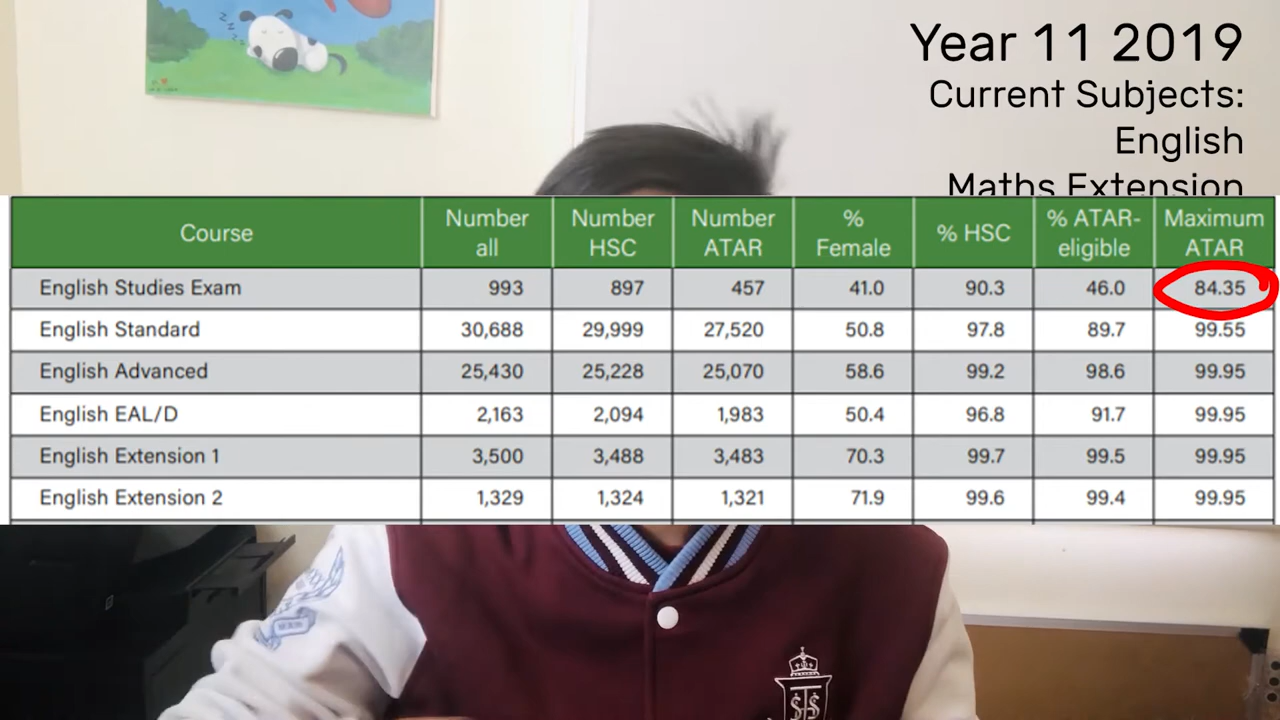 Year 11 2019
Current Subjects:
English
Maths Extension
Course Number all Number HSC Number ATAR % Female % HSC % ATAR-eligible Maximum ATAR
English Studies Exam 993 897 457 41.0 90.3 46.0 84.35
English Standard 30,688 29,999 27,520 50.8 97.8 89.7 99.55
English Advanced 25,430 25,228 25,070 58.6 99.2 98.6 99.95
English EAL/D 2,163 2,094 1,983 50.4 96.8 91.7 99.95
English Extension 1 3,500 3,488 3,483 70.3 99.7 99.5 99.95
English Extension 2 1,329 1,324 1,321 71.9 99.6 99.4 99.95